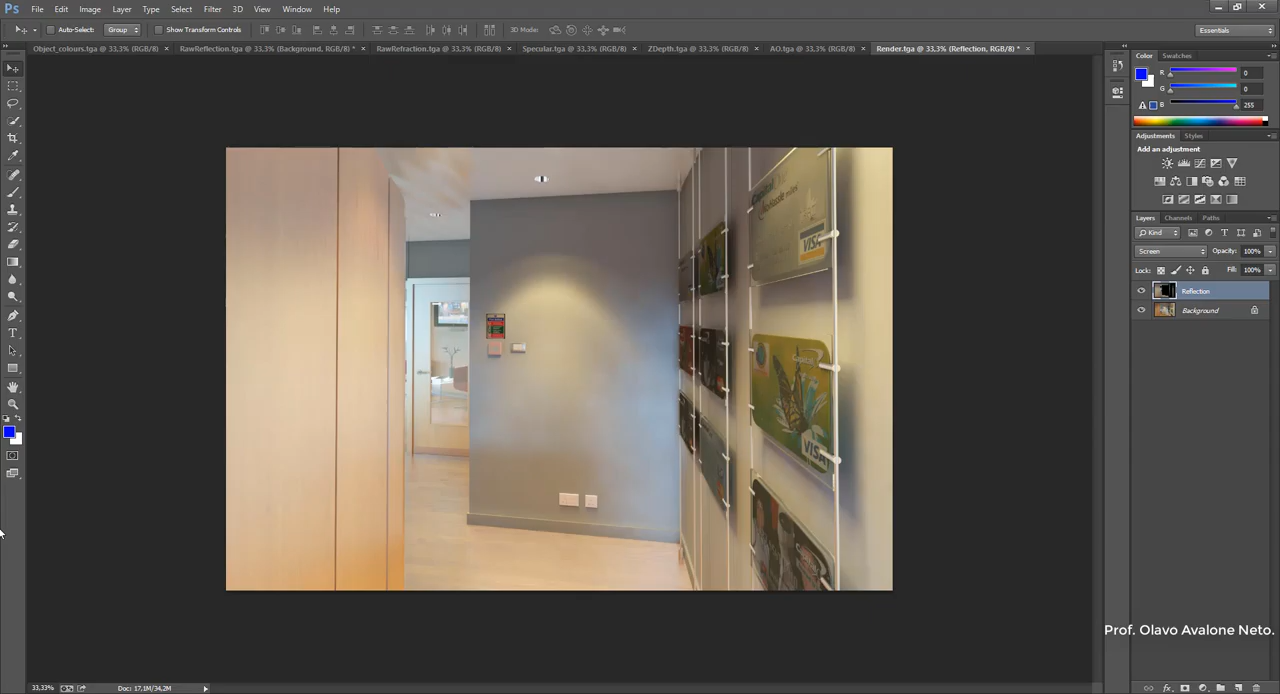 Ps File Edit Image Layer Type Select Filter 3D View Window Help
Auto-Select: Group Show Transform Controls 3D Mode: Essentials
Object_colours.tga @ 33,3% (RGB/8) × RawReflection.tga @ 33,3% (Background, RGB/8) * × RawRefraction.tga @ 33,3% (RGB/8) × Specular.tga @ 33,3% (RGB/8) × ZDepth.tga @ 33,3% (RGB/8) × AO.tga @ 33,3% (RGB/8) × Render.tga @ 33,3% (Reflection, RGB/8) * ×
Color Swatches
R 0
G 0
B 255
Adjustments Styles
Add an adjustment
Layers Channels Paths
Kind
Screen Opacity: 100%
Lock: Fill: 100%
Reflection
Background
Capital
VISA
VISA
Prof. Olavo Avalone Neto.
33,33% Doc: 17,1M/34,2M